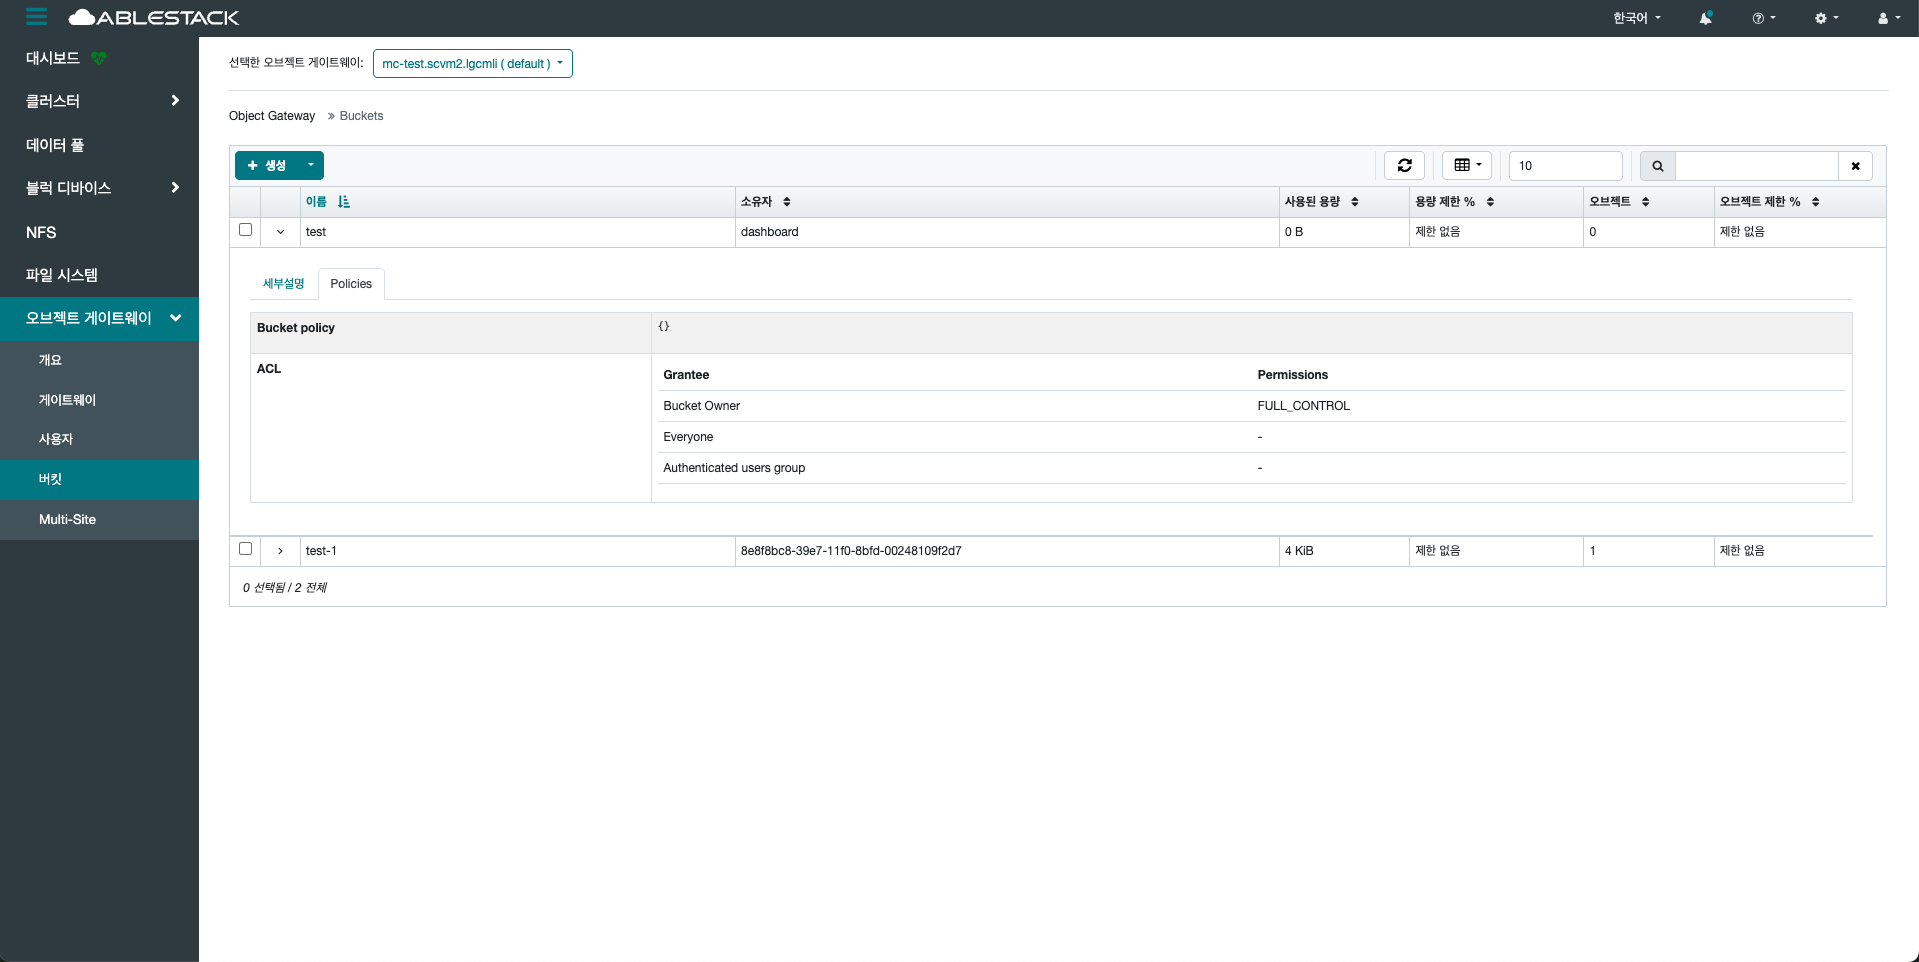 ABLESTACK
한국어
대시보드
클러스터
데이터 풀
블럭 디바이스
NFS
파일 시스템
오브젝트 게이트웨이
개요
게이트웨이
사용자
버킷
Multi-Site
선택한 오브젝트 게이트웨이: mc-test.scvm2.lgcmli ( default )
Object Gateway » Buckets
+ 생성
10
이름 소유자 사용된 용량 용량 제한 % 오브젝트 오브젝트 제한 %
test dashboard 0 B 제한 없음 0 제한 없음
세부설명 Policies
Bucket policy {}
ACL
Grantee Permissions
Bucket Owner FULL_CONTROL
Everyone -
Authenticated users group -
test-1 8e8f8bc8-39e7-11f0-8bfd-00248109f2d7 4 KiB 제한 없음 1 제한 없음
0 선택됨 / 2 전체